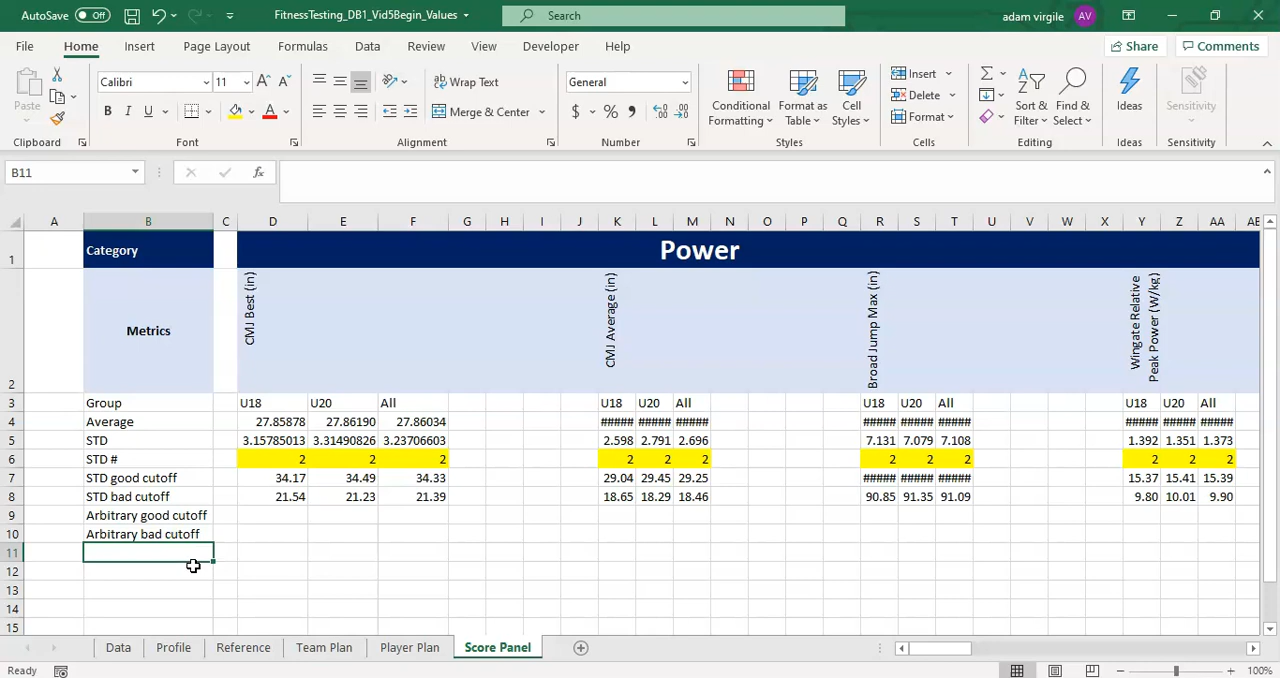 AutoSave Off FitnessTesting_DB1_Vid5Begin_Values Search adam virgile AV
File Home Insert Page Layout Formulas Data Review View Developer Help Share Comments
Paste Calibri 11 A A Wrap Text General Conditional Formatting Format as Table Cell Styles Insert Delete Format Sort & Filter Find & Select Ideas Sensitivity
B I U A Merge & Center $ % ,
Clipboard Font Alignment Number Styles Cells Editing Ideas Sensitivity
B11 fx
A B C D E F G H I J K L M N O P Q R S T U V W X Y Z AA AB
1 Category Power
2 Metrics CMJ Best (in) CMJ Average (in) Broad Jump Max (in) Wingate Relative Peak Power (W/kg)
3 Group U18 U20 All U18 U20 All U18 U20 All U18 U20 All
4 Average 27.85878 27.86190 27.86034 ##### ##### ##### ##### ##### ##### ##### ##### #####
5 STD 3.15785013 3.31490826 3.23706603 2.598 2.791 2.696 7.131 7.079 7.108 1.392 1.351 1.373
6 STD # 2 2 2 2 2 2 2 2 2 2 2 2
7 STD good cutoff 34.17 34.49 34.33 29.04 29.45 29.25 ##### ##### ##### 15.37 15.41 15.39
8 STD bad cutoff 21.54 21.23 21.39 18.65 18.29 18.46 90.85 91.35 91.09 9.80 10.01 9.90
9 Arbitrary good cutoff
10 Arbitrary bad cutoff
11
12
13
14
15
Data Profile Reference Team Plan Player Plan Score Panel
Ready 100%